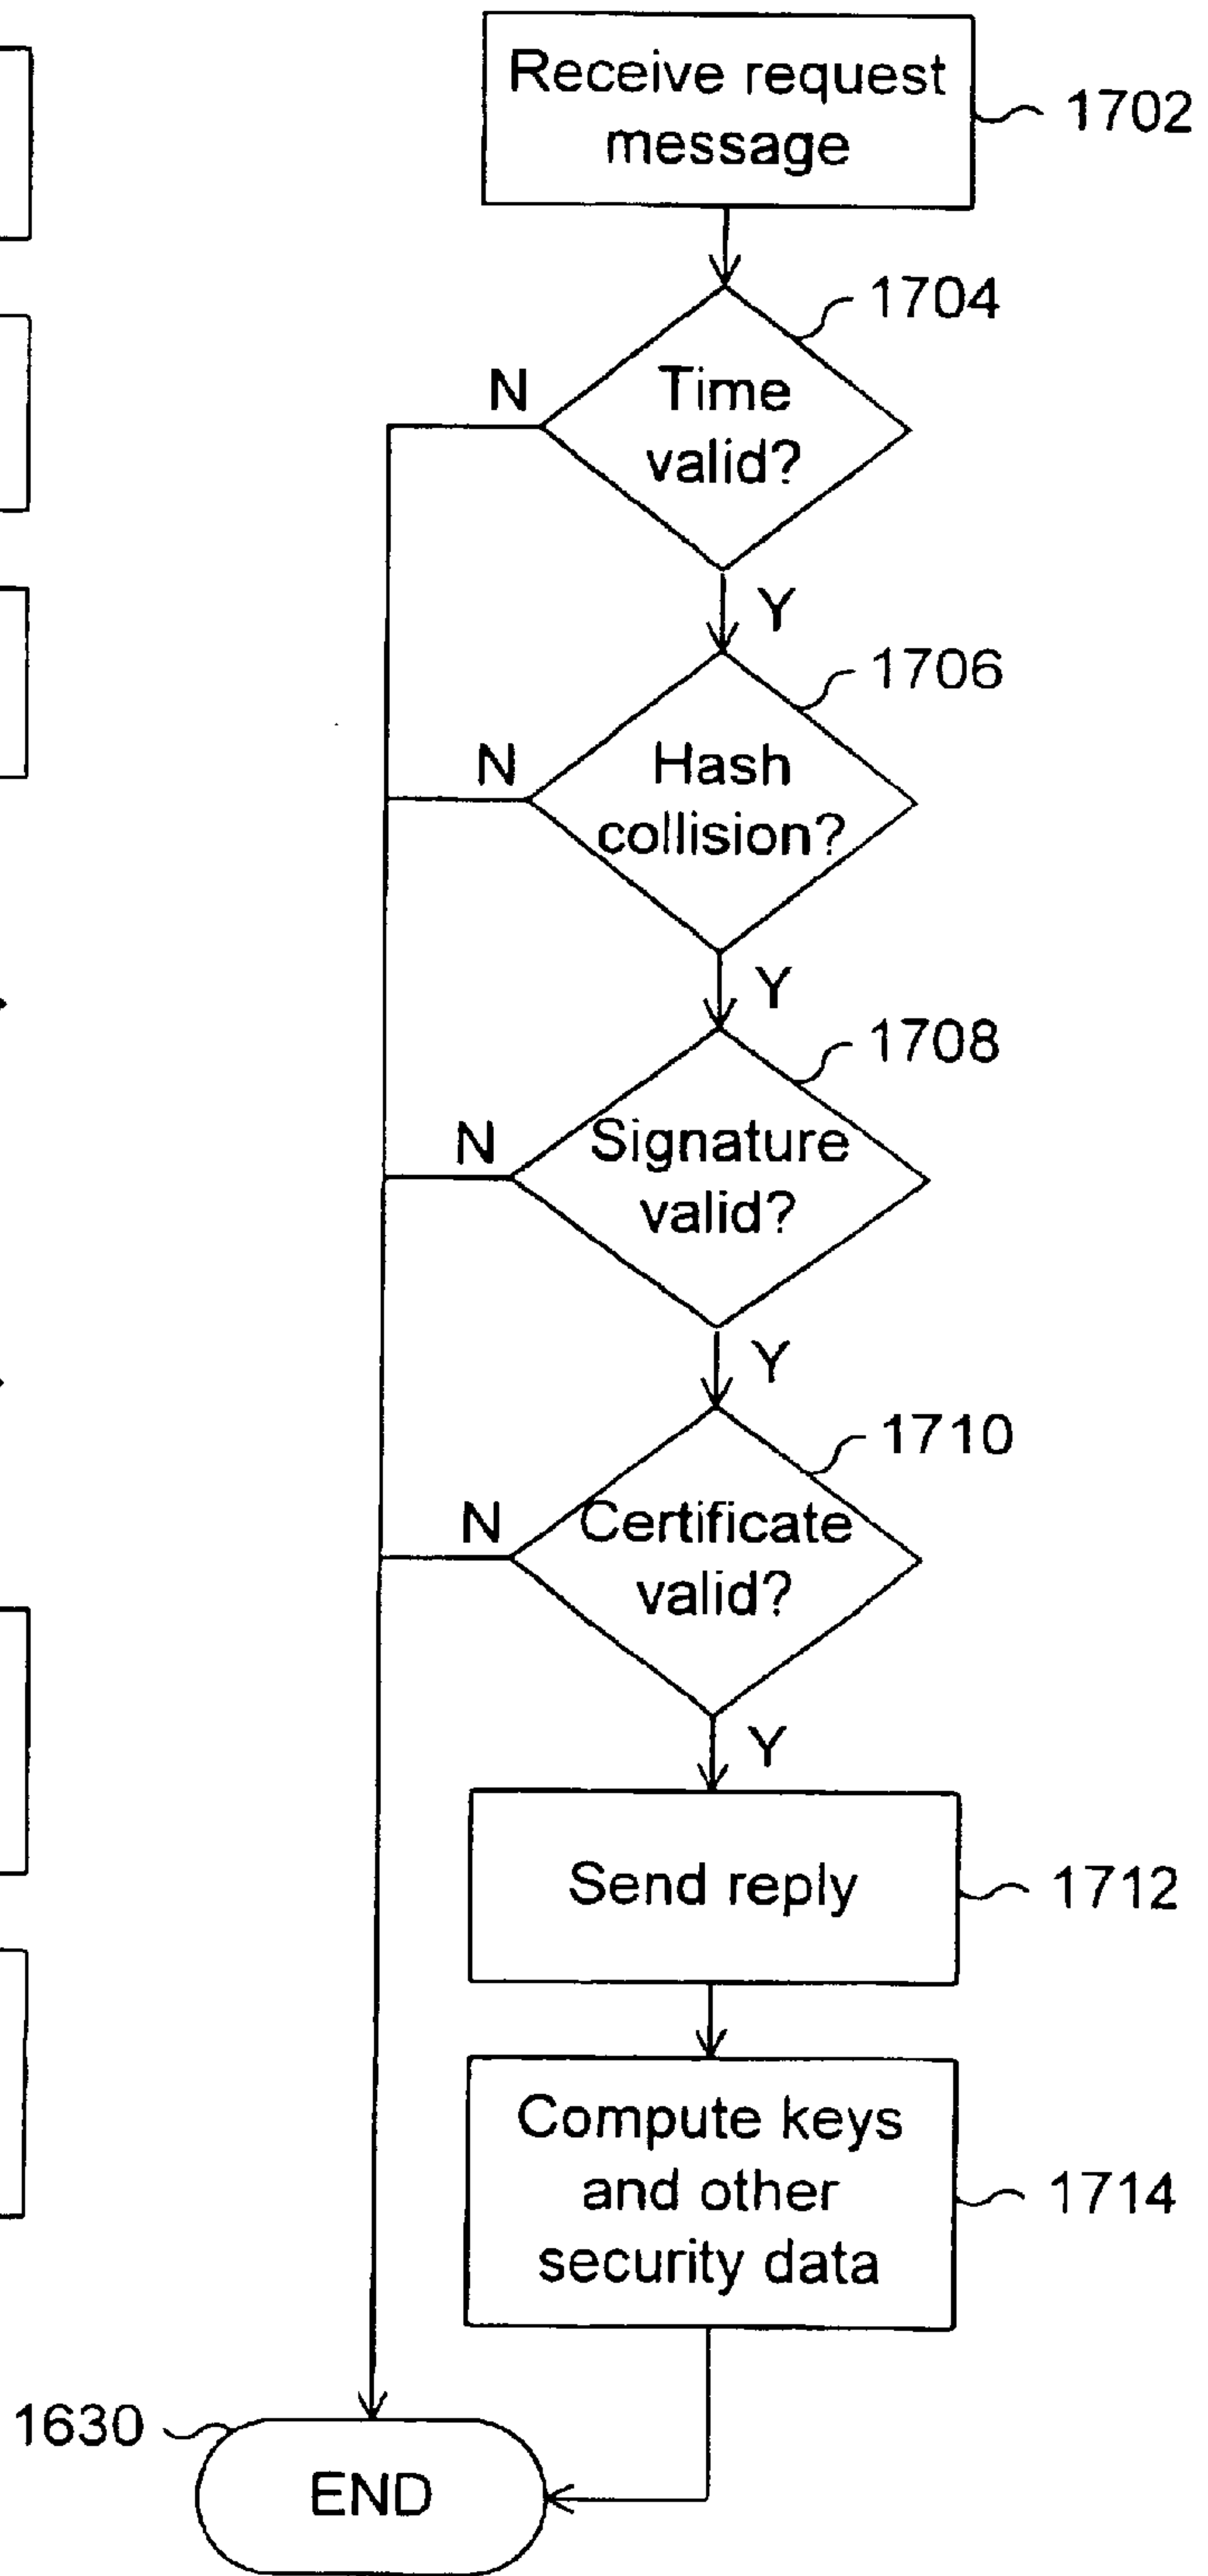 Receive request
message
1702
1704
N
Time
valid?
Y
1706
N
Hash
collision?
Y
1708
N
Signature
valid?
Y
1710
N
Certificate
valid?
Y
Send reply
1712
Compute keys
and other
security data
1714
1630
END